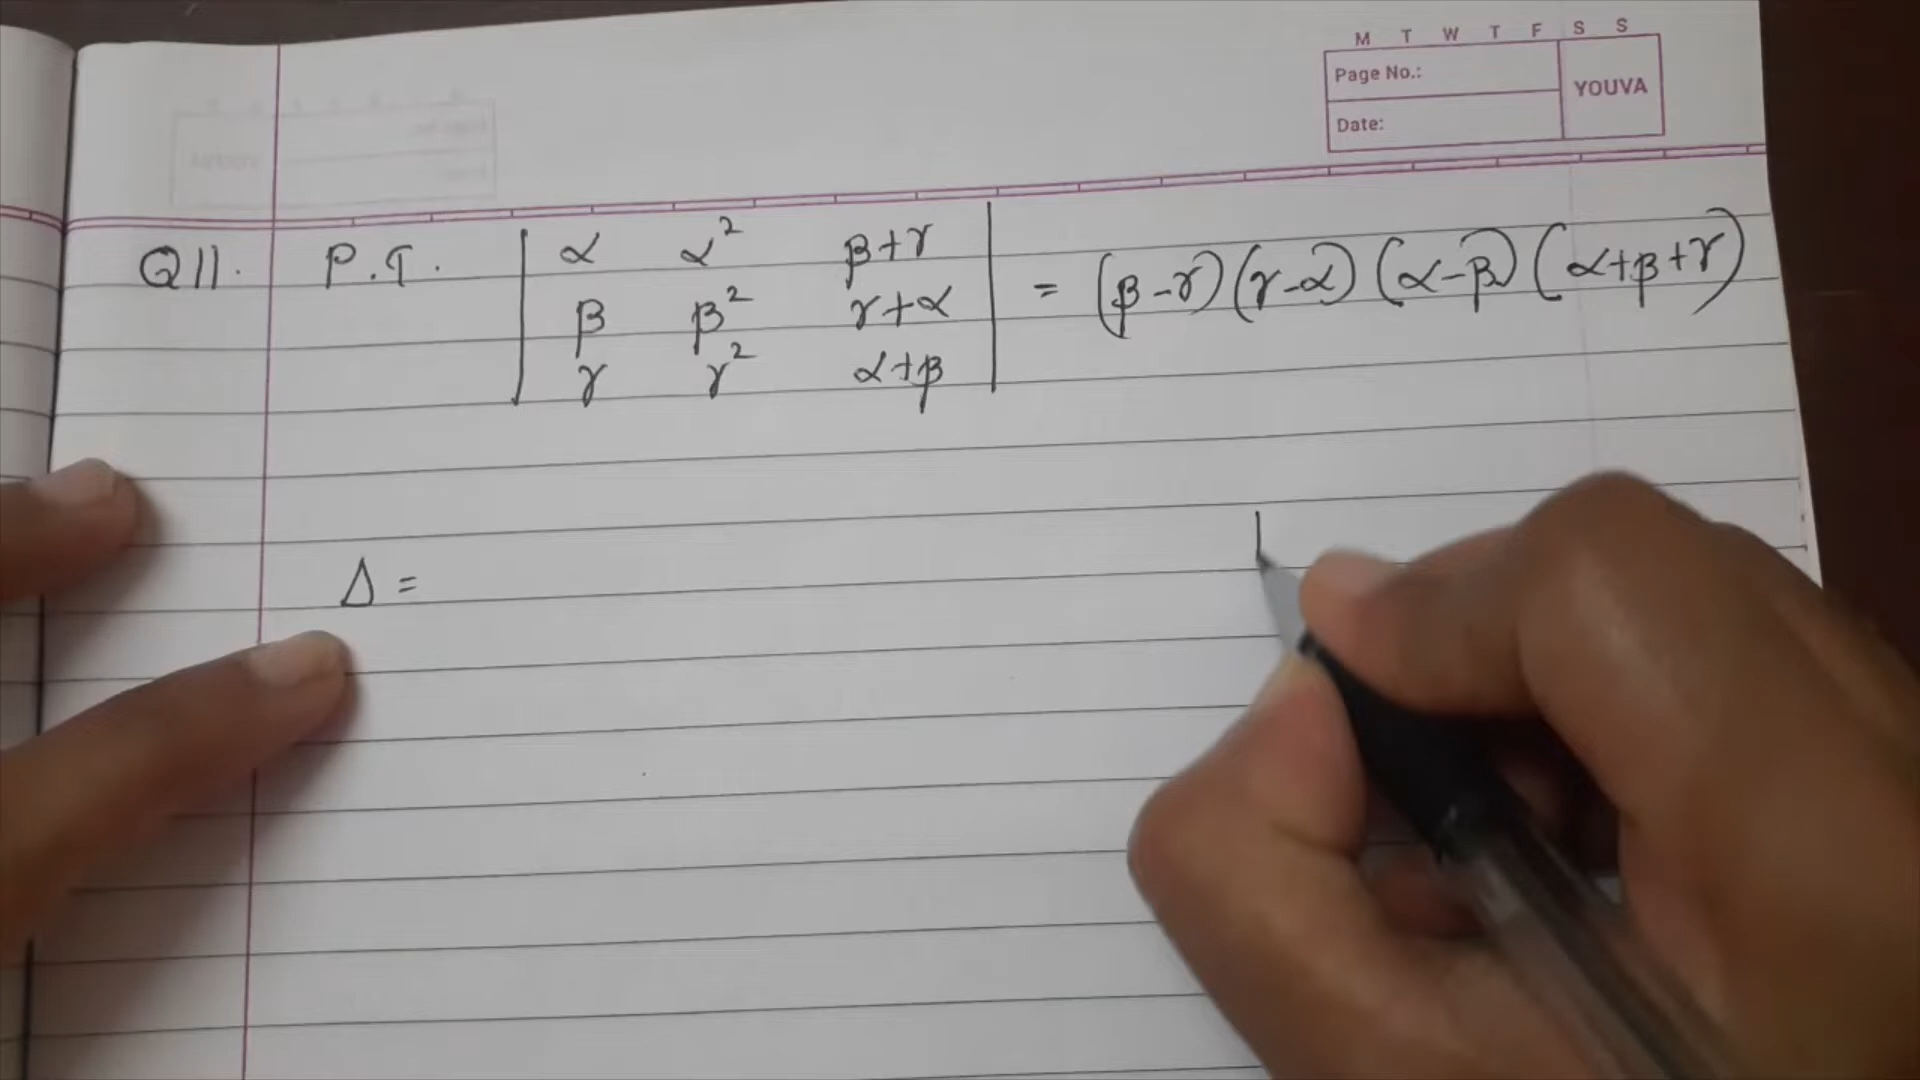 M T W T F S S
Page No.:
YOUVA
Date:
Q11. P.T. | α α² β+γ | = (β-γ)(γ-α)(α-β)(α+β+γ)
β β² γ+α
γ γ² α+β
Δ =